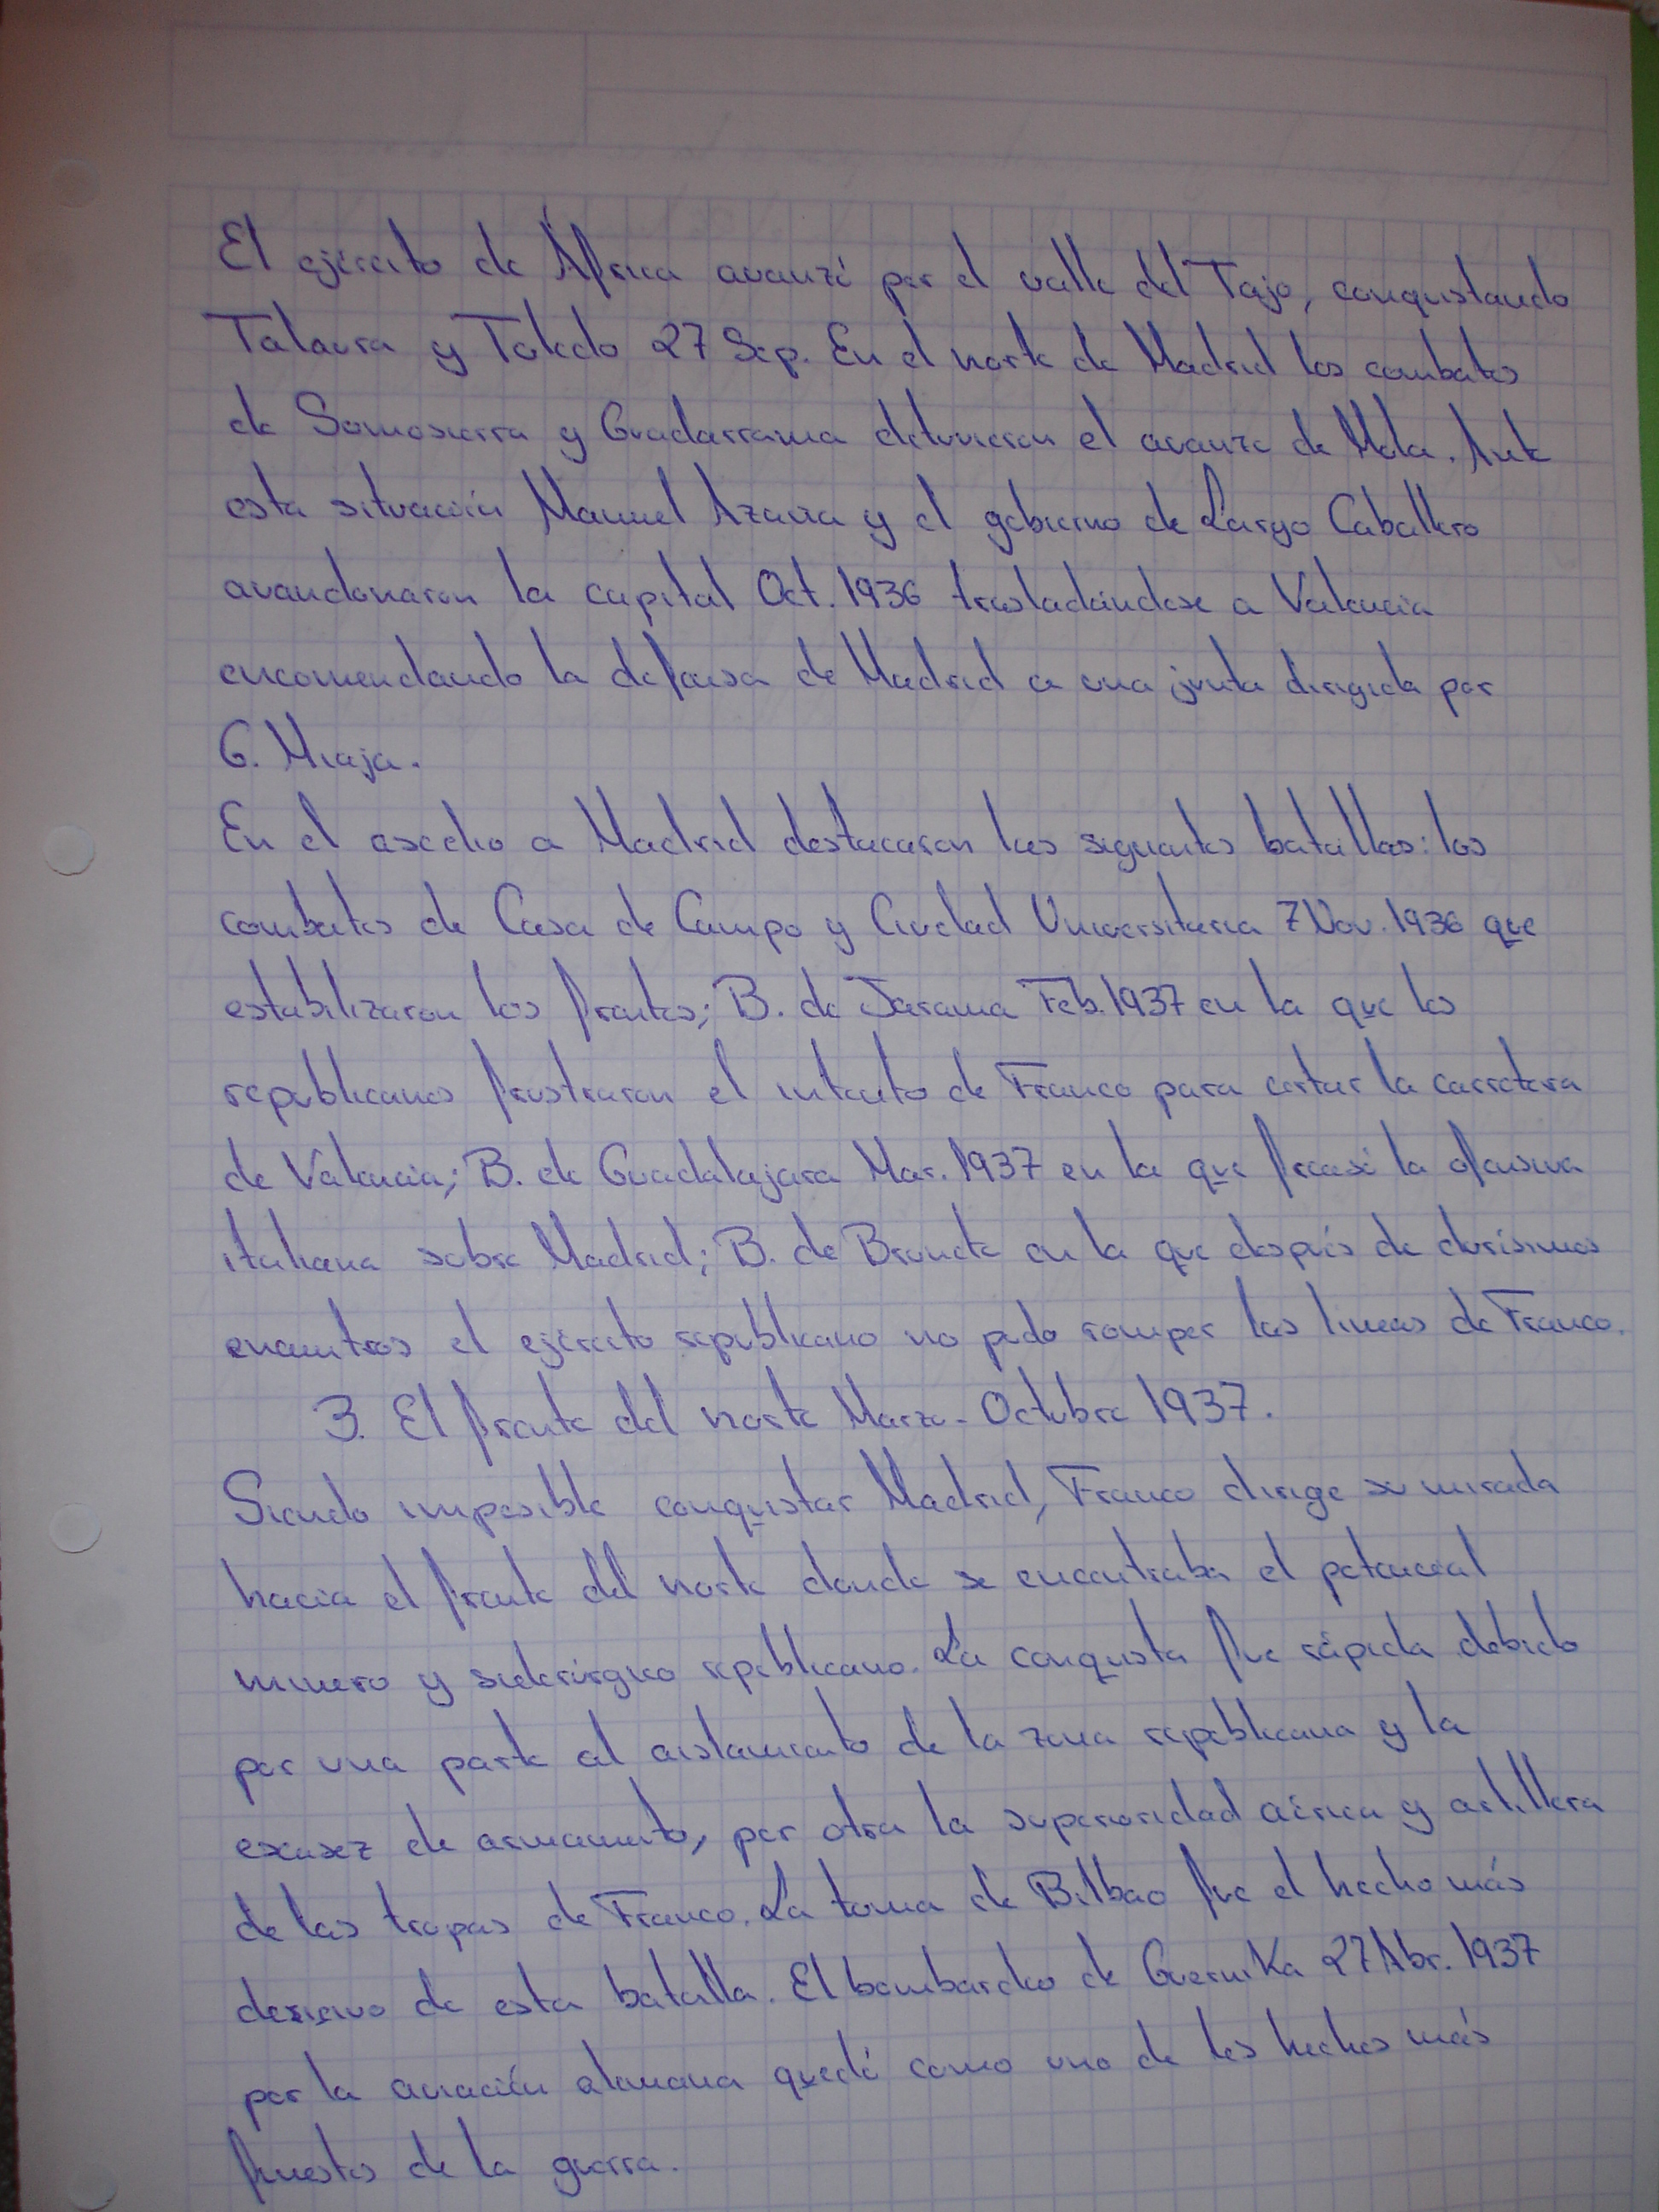 El ejército de África avanzó por el valle del Tajo, conquistando
Talavera y Toledo 27 Sep. En el norte de Madrid los combates
de Somosierra y Guadarrama detuvieron el avance de Mola. Ante
esta situación Manuel Azaña y el gobierno de Largo Caballero
avandonaron la capital Oct. 1936 trasladándose a Valencia
encomendando la defensa de Madrid a una junta dirigida por
G. Miaja.
En el asedio a Madrid destacaron las siguientes batallas: los
combates de Casa de Campo y Ciudad Universitaria 7 Nov. 1936 que
estabilizaron los frentes; B. de Jarama Feb. 1937 en la que los
republicanos frustraron el intento de Franco para cortar la carretera
de Valencia; B. de Guadalajara Mar. 1937 en la que fracasó la ofensiva
italiana sobre Madrid; B. de Brunete en la que después de durísimos
encuentros el ejército republicano no pudo romper las lineas de Franco.
3. El frente del norte Marzo - Octubre 1937.
Siendo imposible conquistar Madrid, Franco dirige su mirada
hacia el frente del norte donde se encontraba el potencial
minero y siderúrgico republicano. La conquista fue rápida debido
por una parte al aislamiento de la zona republicana y la
escasez de armamento, por otra la superioridad aérea y artillera
de las tropas de Franco. La toma de Bilbao fue el hecho más
decisivo de esta batalla. El bombardeo de Guernika 27 Abr. 1937
por la aviación alemana quedó como uno de los hechos más
funestos de la guerra.